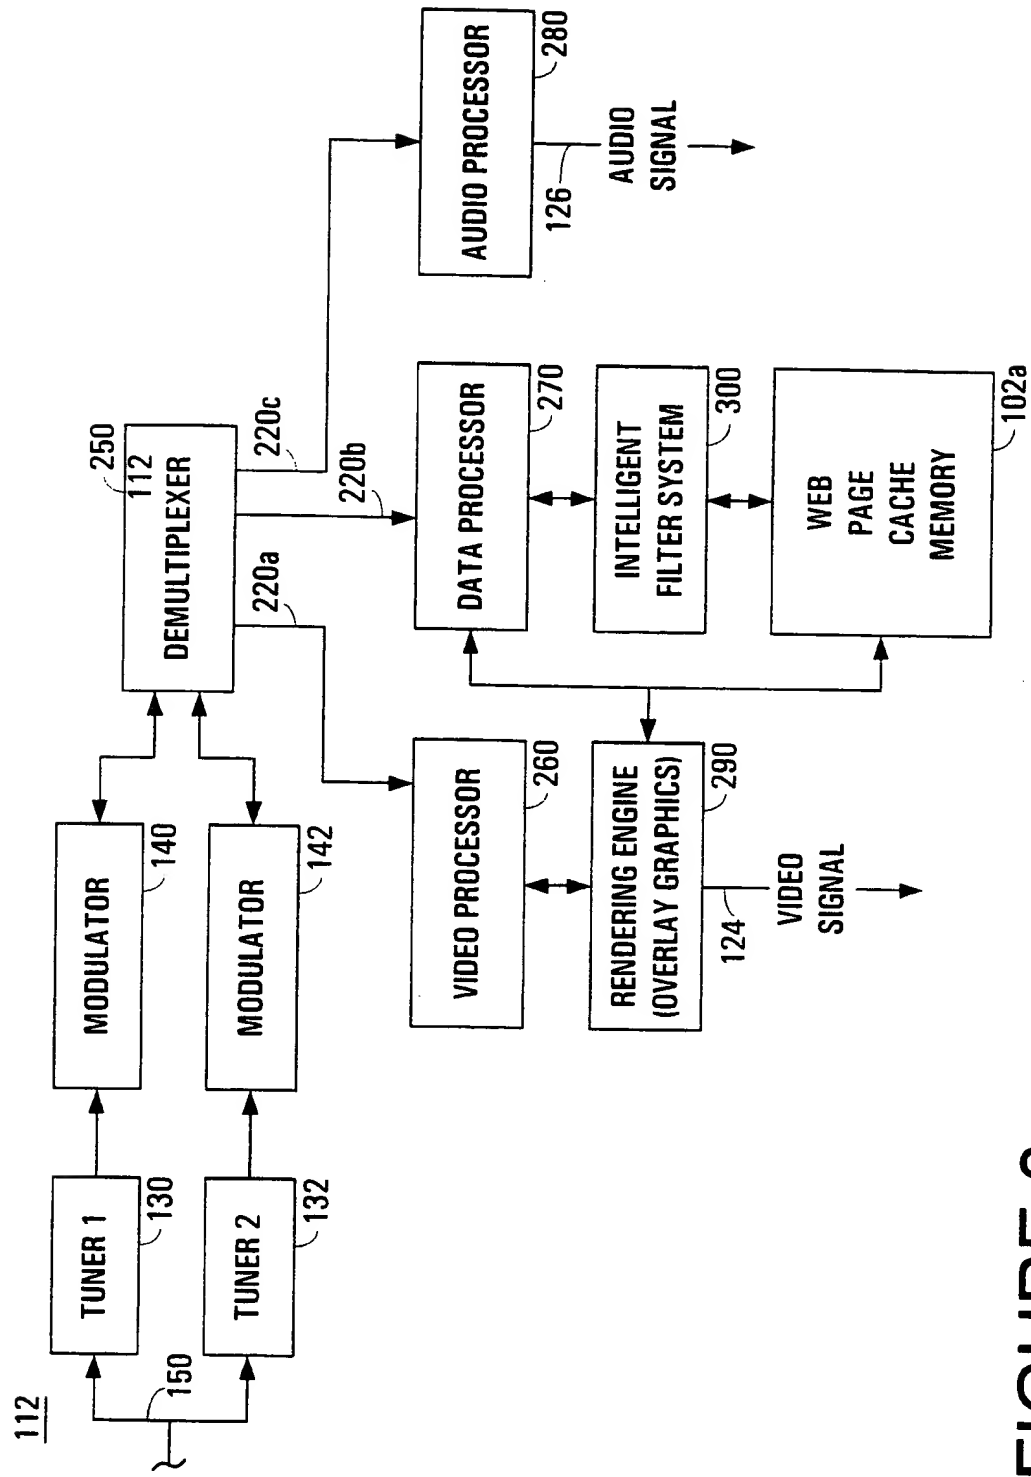 112
150
TUNER 1
130
TUNER 2
132
MODULATOR
140
MODULATOR
142
250
112
DEMULTIPLEXER
220a
220b
220c
VIDEO PROCESSOR
260
RENDERING ENGINE
(OVERLAY GRAPHICS)
290
124
VIDEO
SIGNAL
DATA PROCESSOR
270
INTELLIGENT
FILTER SYSTEM
300
WEB
PAGE
CACHE
MEMORY
102a
AUDIO PROCESSOR
280
126
AUDIO
SIGNAL
FIGURE